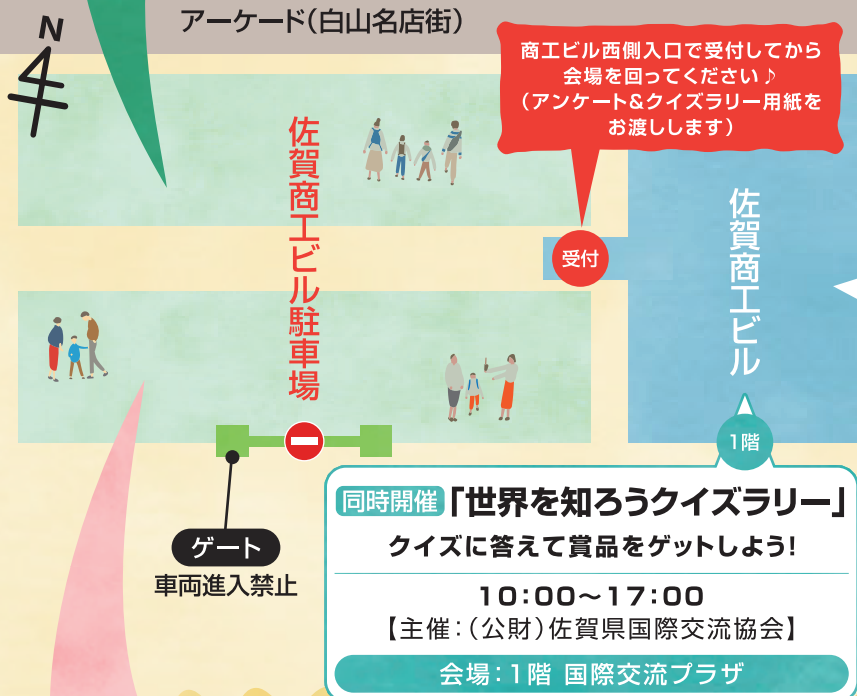 N
アーケード（白山名店街）
商工ビル西側入口で受付してから
会場を回ってください♪
（アンケート&クイズラリー用紙を
お渡しします）
佐賀商工ビル駐車場
受付
佐賀商工ビル
1階
ゲート
車両進入禁止
同時開催「世界を知ろうクイズラリー」
クイズに答えて賞品をゲットしよう!
10:00〜17:00
【主催：（公財）佐賀県国際交流協会】
会場：1階 国際交流プラザ